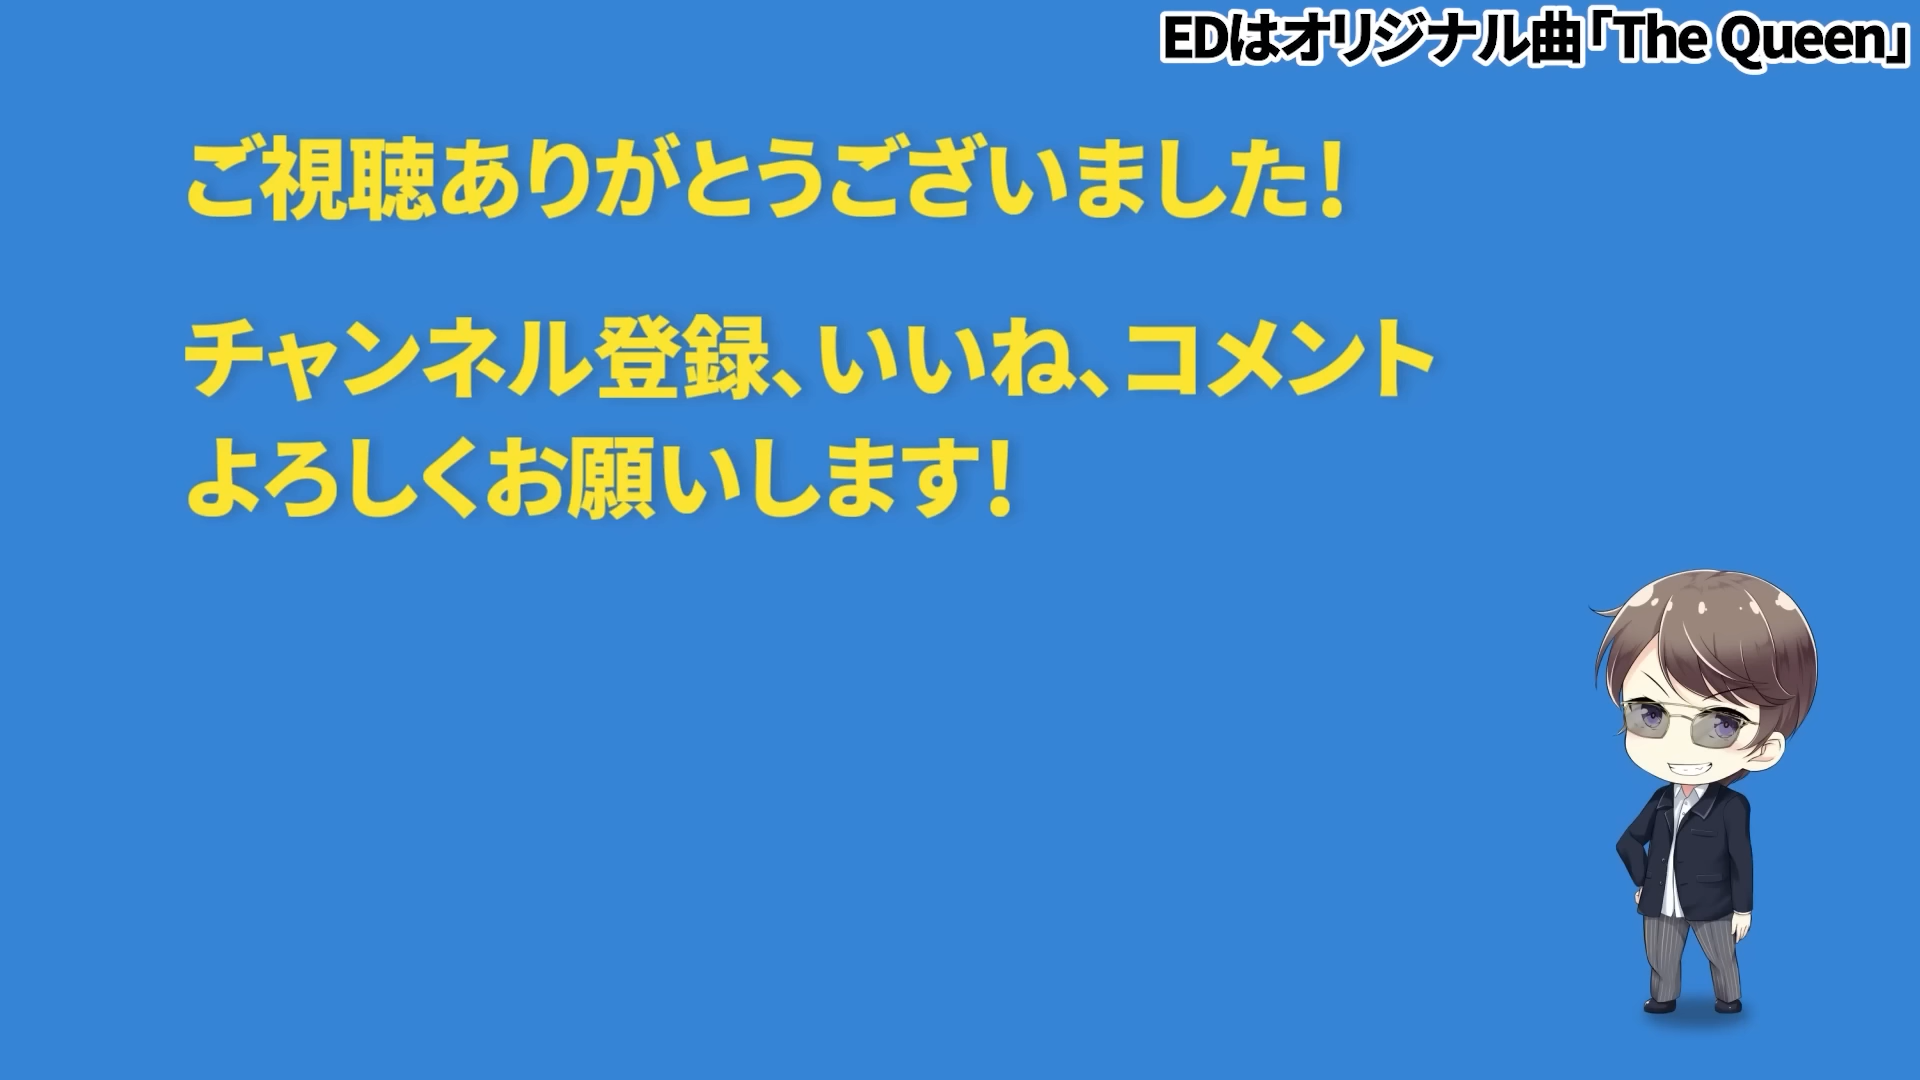 EDはオリジナル曲「The Queen」
ご視聴ありがとうございました!
チャンネル登録、いいね、コメント
よろしくお願いします!